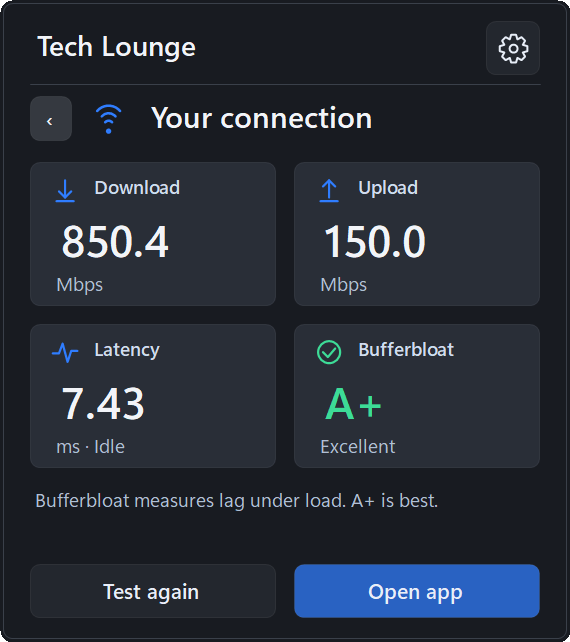 Tech Lounge
Your connection
Download
Upload
850.4
150.0
Mbps
Mbps
Latency
Bufferbloat
7.43
A+
ms · Idle
Excellent
Bufferbloat measures lag under load. A+ is best.
Test again
Open app